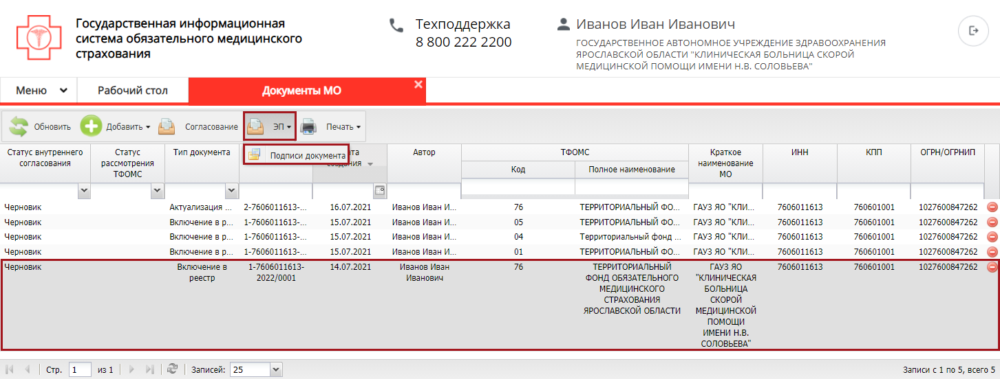 Государственная информационная
система обязательного медицинского
страхования
Техподдержка
8 800 222 2200
Иванов Иван Иванович
ГОСУДАРСТВЕННОЕ АВТОНОМНОЕ УЧРЕЖДЕНИЕ ЗДРАВООХРАНЕНИЯ
ЯРОСЛАВСКОЙ ОБЛАСТИ "КЛИНИЧЕСКАЯ БОЛЬНИЦА СКОРОЙ
МЕДИЦИНСКОЙ ПОМОЩИ ИМЕНИ Н.В. СОЛОВЬЕВА"
Меню Рабочий стол Документы МО
Обновить Добавить Согласование ЭП Печать
Подписи документа
Статус внутреннего
согласования
Статус
рассмотрения
ТФОМС
Тип документа
Автор
ТФОМС
Код Полное наименование
Краткое
наименование
МО
ИНН КПП ОГРН/ОГРНИП
Черновик Актуализация ... 2-7606011613-... 16.07.2021 Иванов Иван И... 76 ТЕРРИТОРИАЛЬНЫЙ ФО... ГАУЗ ЯО "КЛИ... 7606011613 760601001 1027600847262
Черновик Включение в р... 1-7606011613-... 15.07.2021 Иванов Иван И... 05 ТЕРРИТОРИАЛЬНЫЙ ФО... ГАУЗ ЯО "КЛИ... 7606011613 760601001 1027600847262
Черновик Включение в р... 1-7606011613-... 15.07.2021 Иванов Иван И... 04 Территориальный фонд ... ГАУЗ ЯО "КЛИ... 7606011613 760601001 1027600847262
Черновик Включение в р... 1-7606011613-... 15.07.2021 Иванов Иван И... 01 ТЕРРИТОРИАЛЬНЫЙ ФО... ГАУЗ ЯО "КЛИ... 7606011613 760601001 1027600847262
Черновик Включение в 1-7606011613- 14.07.2021 Иванов Иван 76 ТЕРРИТОРИАЛЬНЫЙ ГАУЗ ЯО 7606011613 760601001 1027600847262
реестр 2022/0001 Иванович ФОНД ОБЯЗАТЕЛЬНОГО "КЛИНИЧЕСКАЯ
МЕДИЦИНСКОГО БОЛЬНИЦА
СТРАХОВАНИЯ СКОРОЙ
ЯРОСЛАВСКОЙ ОБЛАСТИ МЕДИЦИНСКОЙ
ПОМОЩИ
ИМЕНИ Н.В.
СОЛОВЬЕВА"
Стр. 1 из 1 Записей: 25 Записи с 1 по 5, всего 5